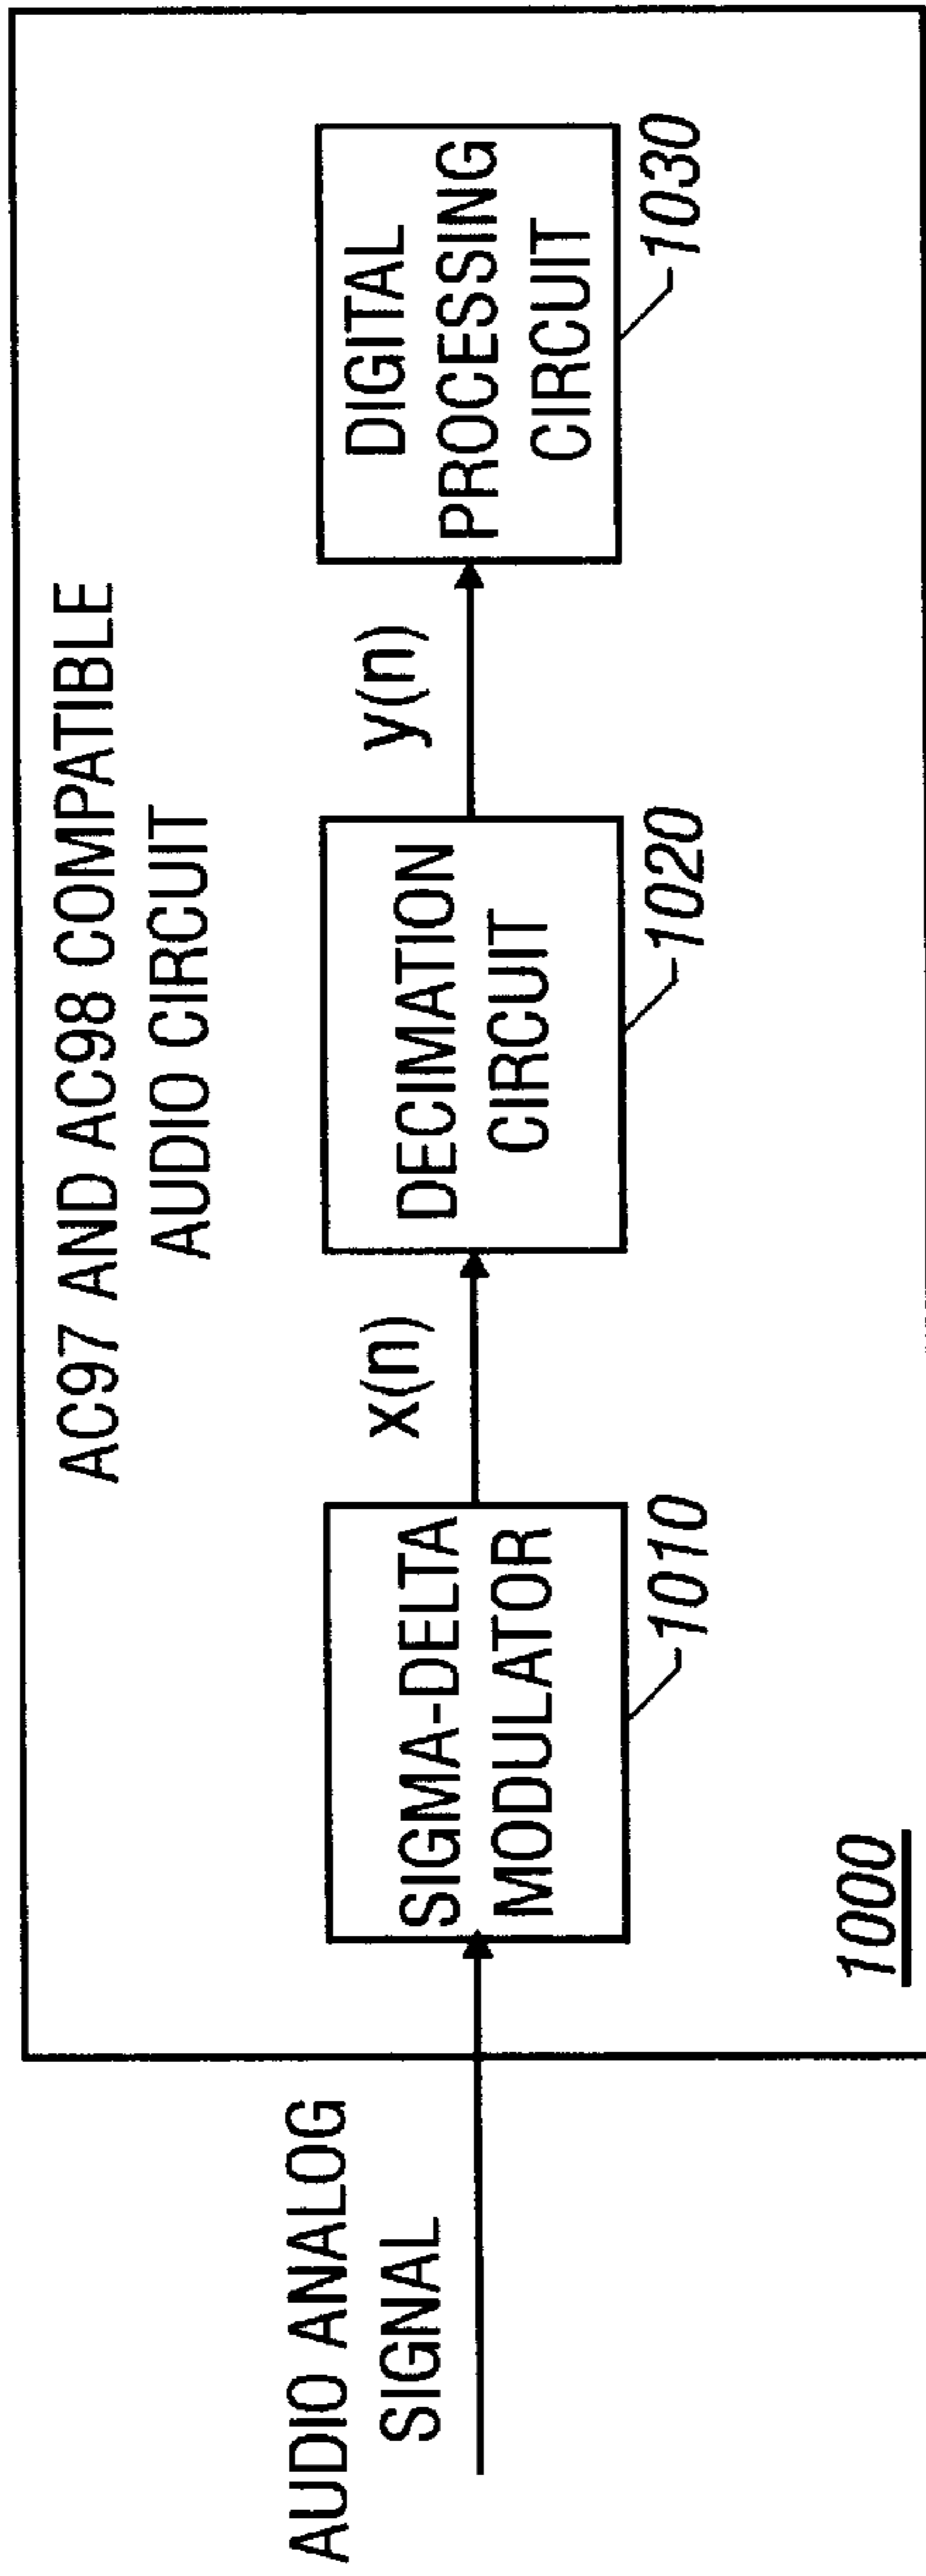 AC97 AND AC98 COMPATIBLE
AUDIO CIRCUIT
AUDIO ANALOG
SIGNAL
SIGMA-DELTA
MODULATOR
1010
x(n)
DECIMATION
CIRCUIT
1020
y(n)
DIGITAL
PROCESSING
CIRCUIT
1030
1000